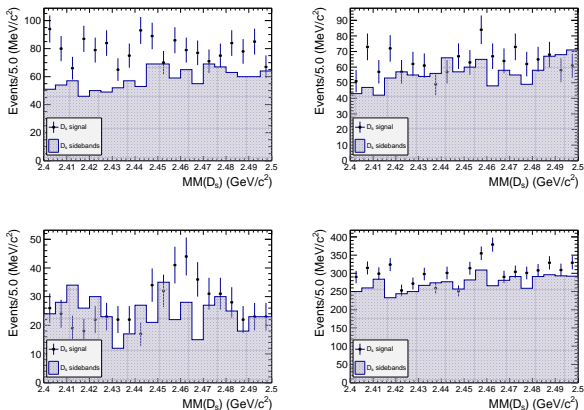 Events/5.0 (MeV/c²)
100
80
60
40
20
0
2.4 2.41 2.42 2.43 2.44 2.45 2.46 2.47 2.48 2.49 2.5
MM(Dₛ) (GeV/c²)
Dₛ signal
Dₛ sidebands
Events/5.0 (MeV/c²)
90
80
70
60
50
40
30
20
10
0
2.4 2.41 2.42 2.43 2.44 2.45 2.46 2.47 2.48 2.49 2.5
MM(Dₛ) (GeV/c²)
Dₛ signal
Dₛ sidebands
Events/5.0 (MeV/c²)
50
40
30
20
10
0
2.4 2.41 2.42 2.43 2.44 2.45 2.46 2.47 2.48 2.49 2.5
MM(Dₛ) (GeV/c²)
Dₛ signal
Dₛ sidebands
Events/5.0 (MeV/c²)
400
350
300
250
200
150
100
50
0
2.4 2.41 2.42 2.43 2.44 2.45 2.46 2.47 2.48 2.49 2.5
MM(Dₛ) (GeV/c²)
Dₛ signal
Dₛ sidebands